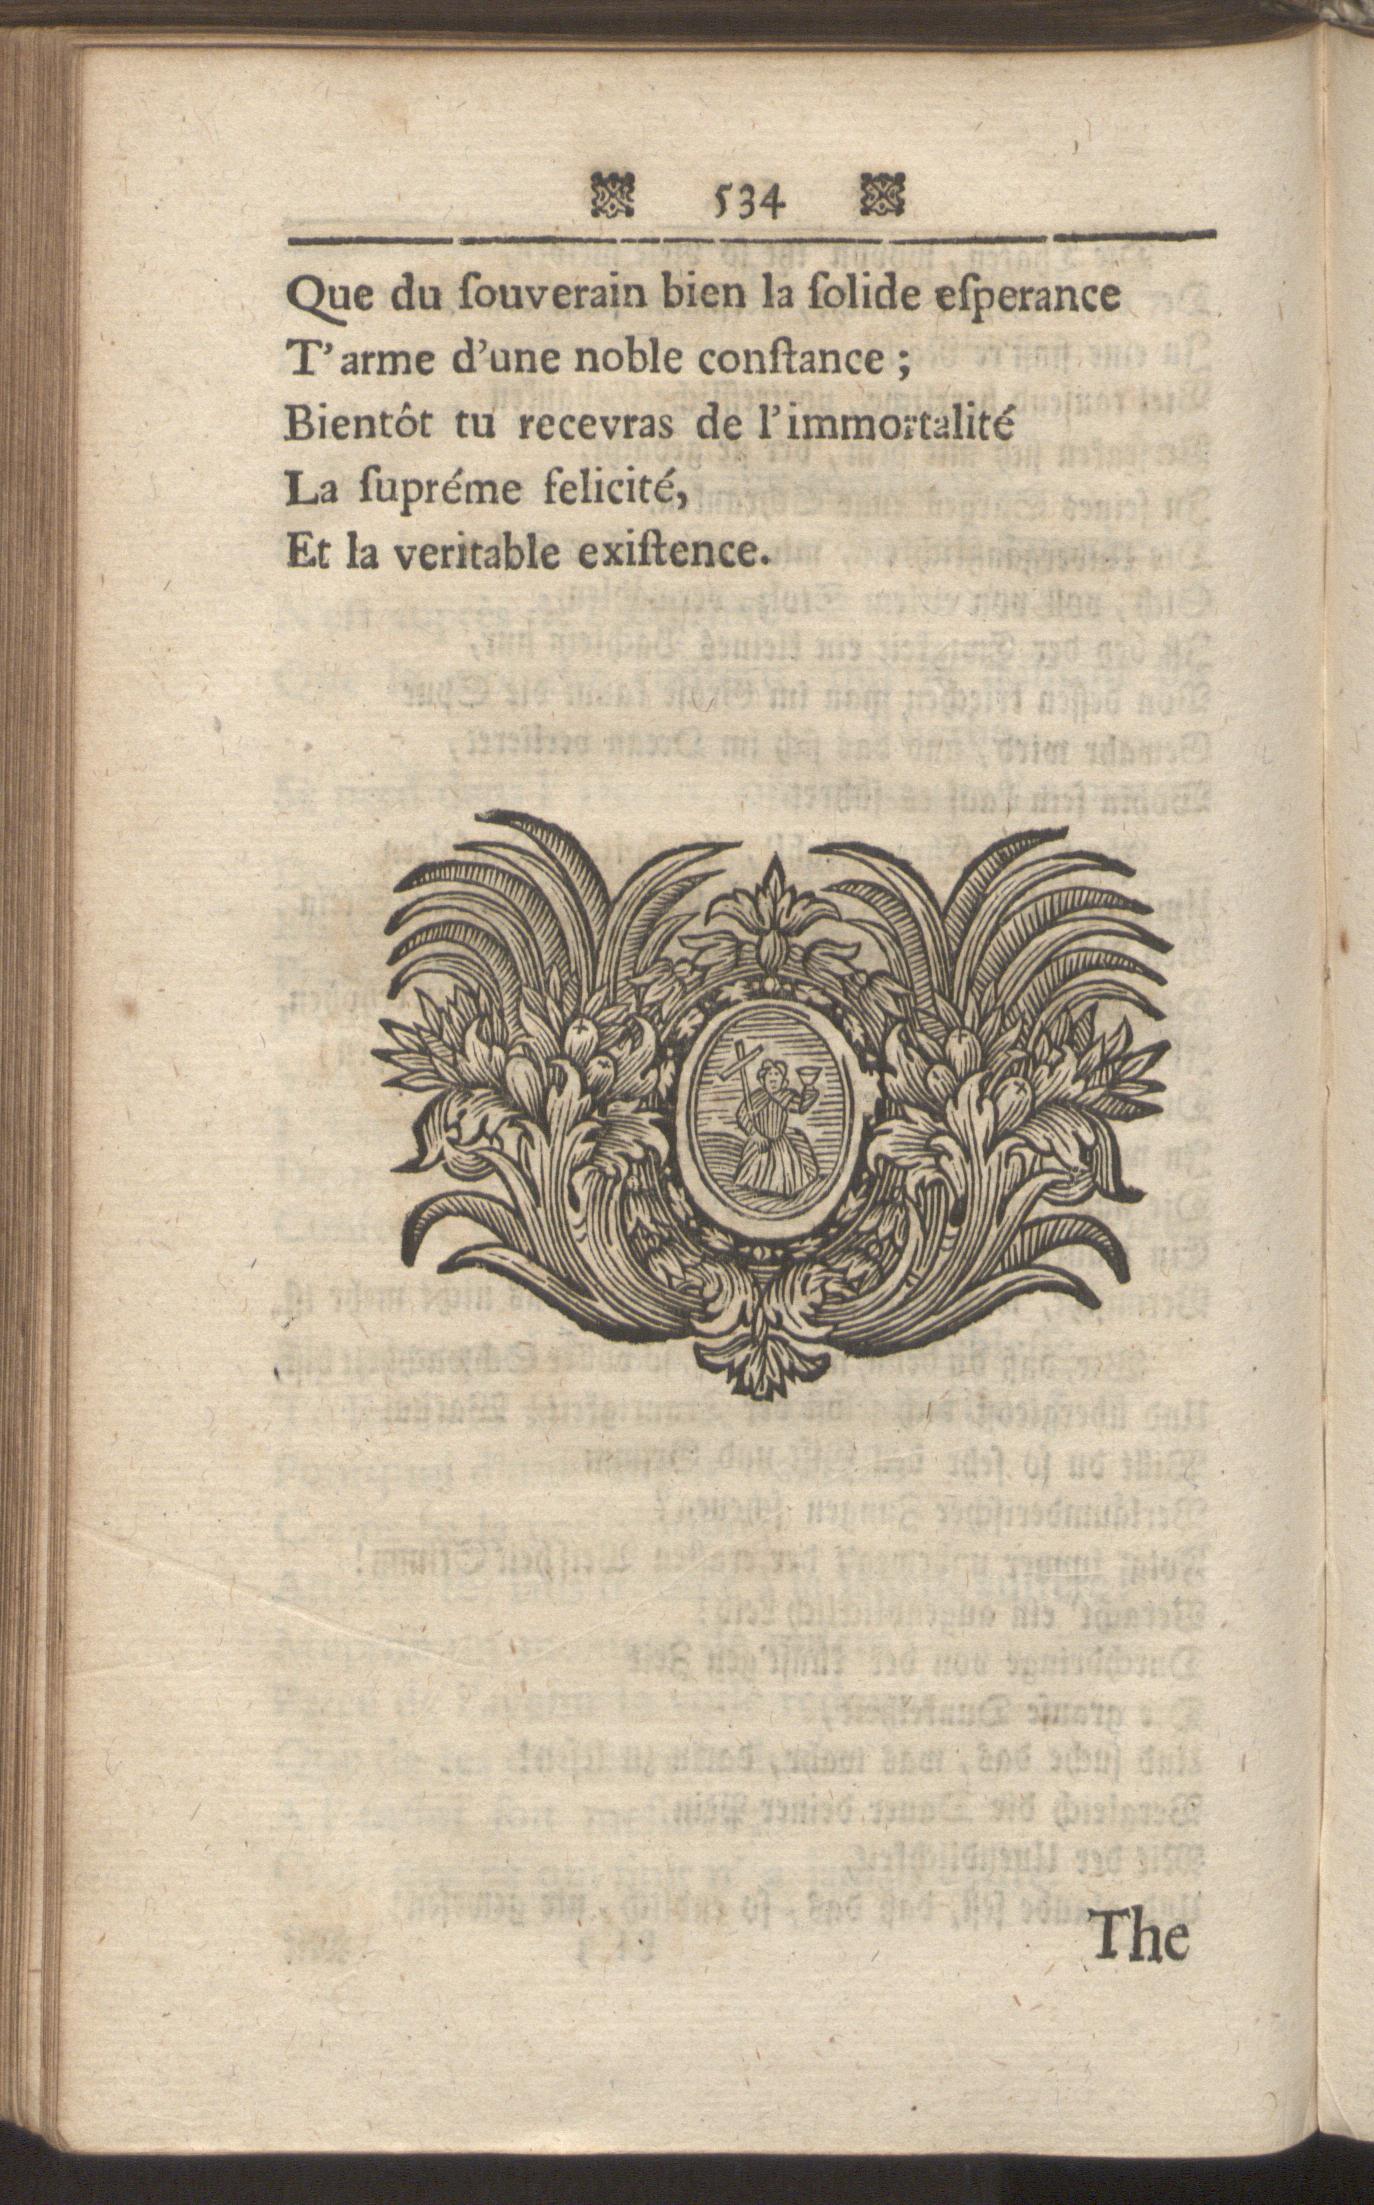 534
Que du ſouverain bien la ſolide eſperance
T'arme d'une noble conſtance ;
Bientôt tu recevras de l'immortalité
La ſupréme felicité,
Et la veritable exiſtence.
The